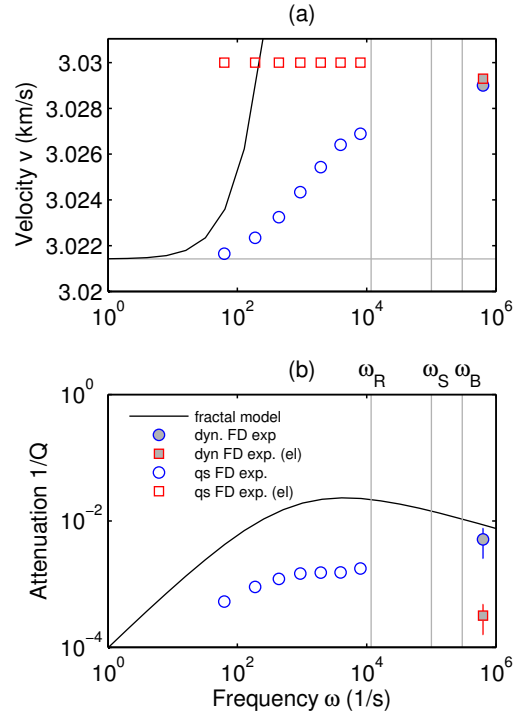 (a)
3.03
3.028
3.026
3.024
3.022
3.02
Velocity v (km/s)
10^0 10^2 10^4 10^6
(b) ω_R ω_S ω_B
10^0
10^-2
10^-4
Attenuation 1/Q
fractal model
dyn. FD exp
dyn FD exp. (el)
qs FD exp.
qs FD exp. (el)
10^0 10^2 10^4 10^6
Frequency ω (1/s)